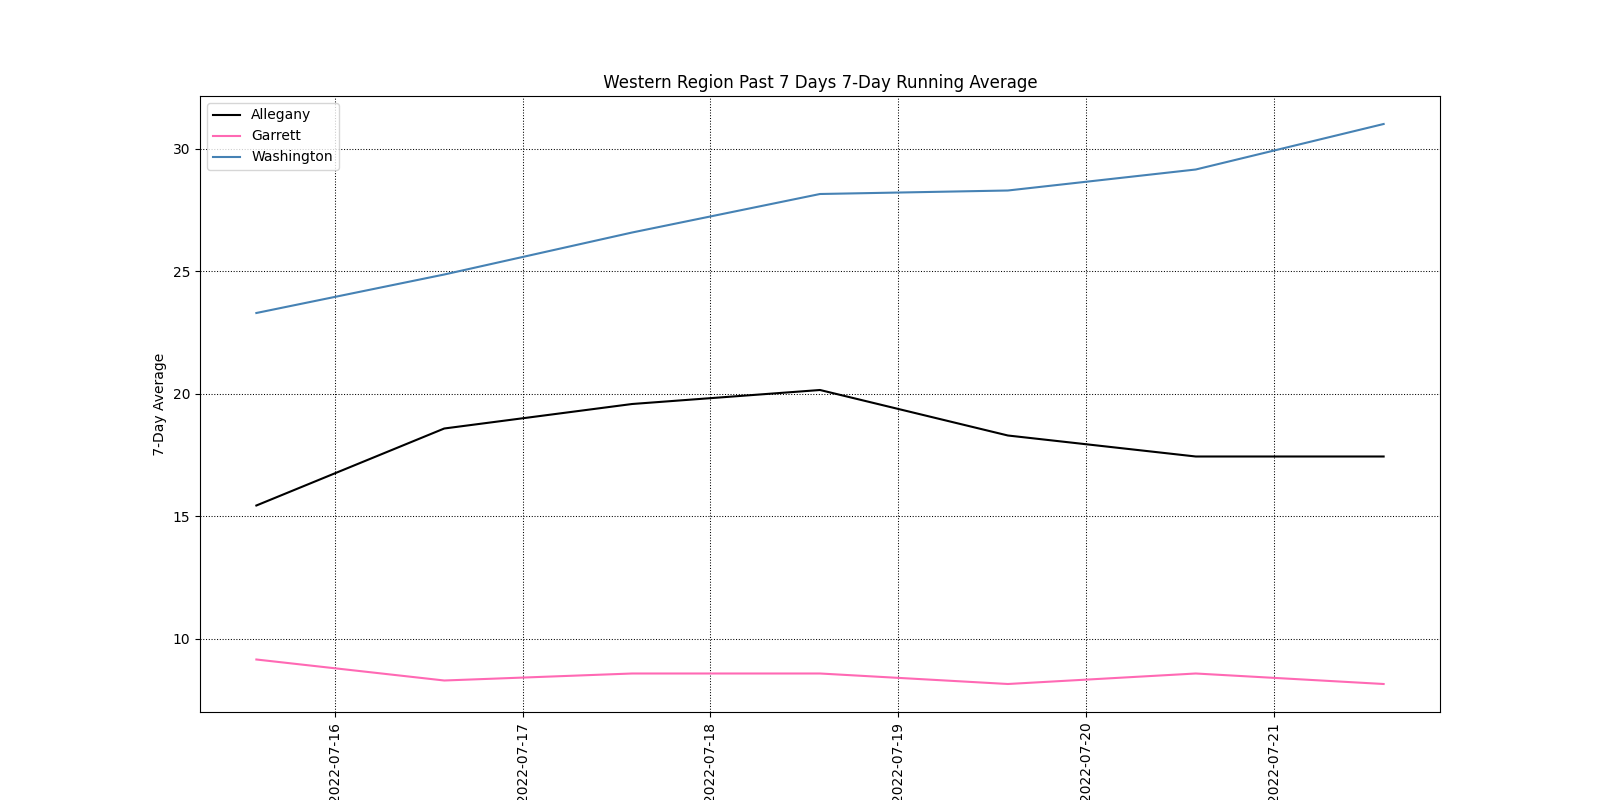 Western Region Past 7 Days 7-Day Running Average
Allegany
Garrett
Washington
7-Day Average
30
25
20
15
10
2022-07-16
2022-07-17
2022-07-18
2022-07-19
2022-07-20
2022-07-21